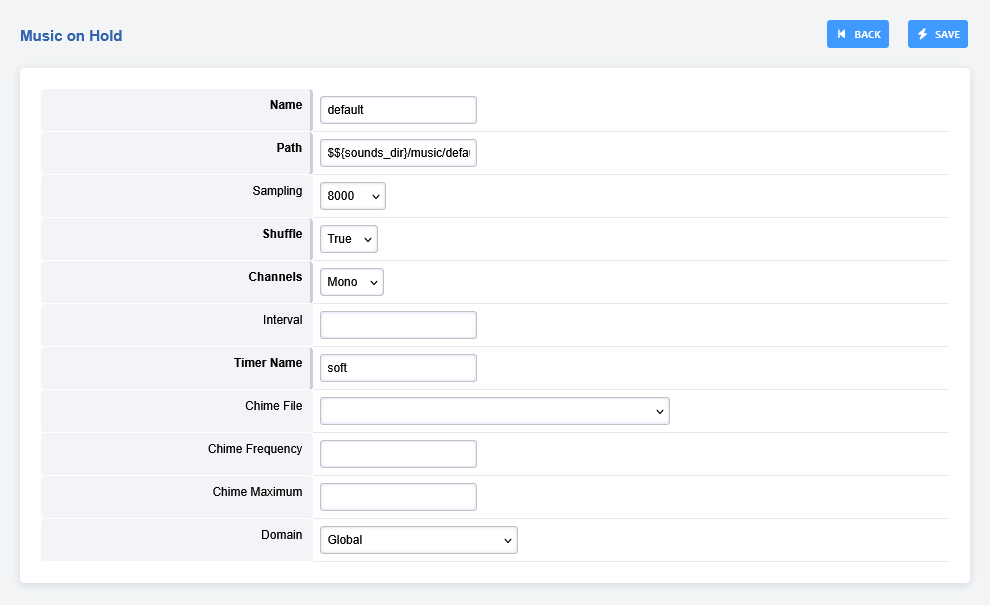 Music on Hold
BACK
SAVE
Name default
Path $${sounds_dir}/music/defau
Sampling 8000
Shuffle True
Channels Mono
Interval
Timer Name soft
Chime File
Chime Frequency
Chime Maximum
Domain Global